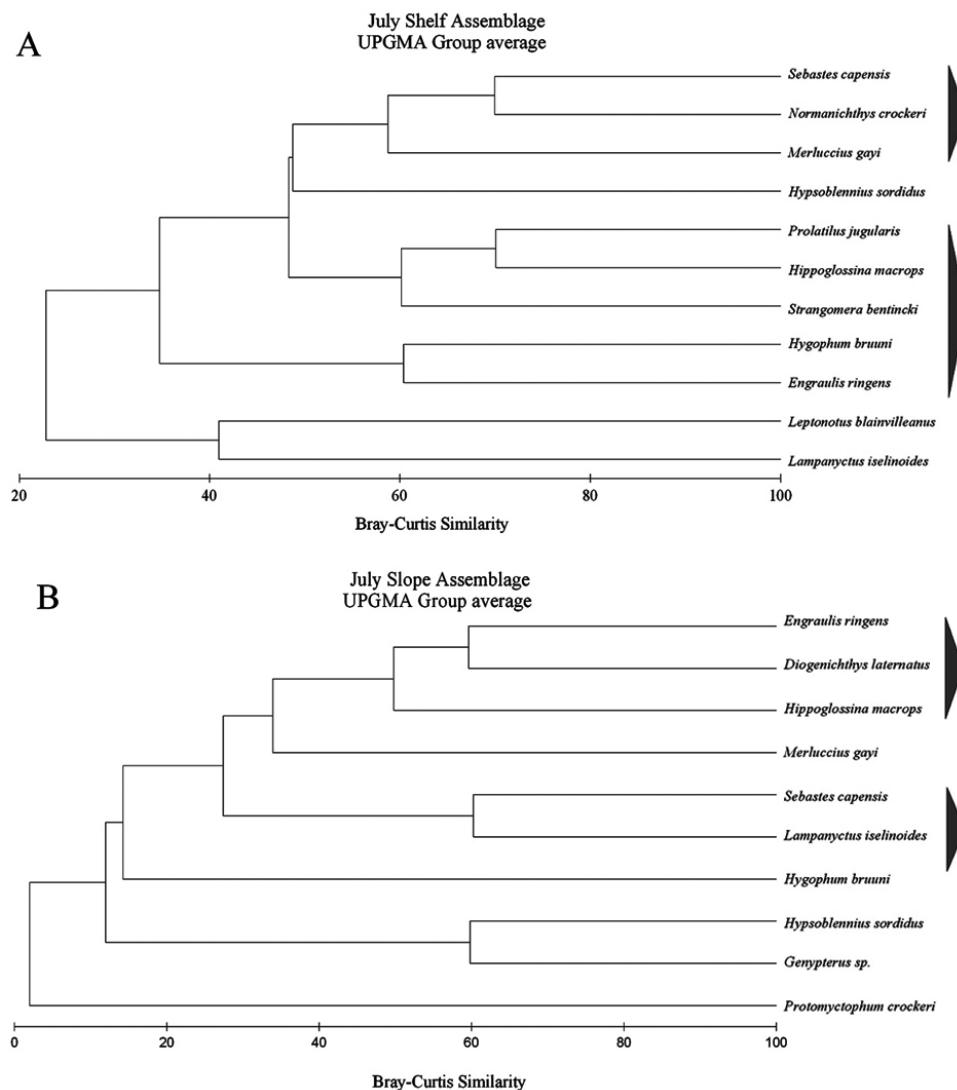 A
July Shelf Assemblage
UPGMA Group average
Sebastes capensis
Normanichthys crockeri
Merluccius gayi
Hypsoblennius sordidus
Prolatilus jugularis
Hippoglossina macrops
Strangomera bentincki
Hygophum bruuni
Engraulis ringens
Leptonotus blainvilleanus
Lampanyctus iselinoides
20 40 60 80 100
Bray-Curtis Similarity
B
July Slope Assemblage
UPGMA Group average
Engraulis ringens
Diogenichthys laternatus
Hippoglossina macrops
Merluccius gayi
Sebastes capensis
Lampanyctus iselinoides
Hygophum bruuni
Hypsoblennius sordidus
Genypterus sp.
Protomyctophum crockeri
0 20 40 60 80 100
Bray-Curtis Similarity